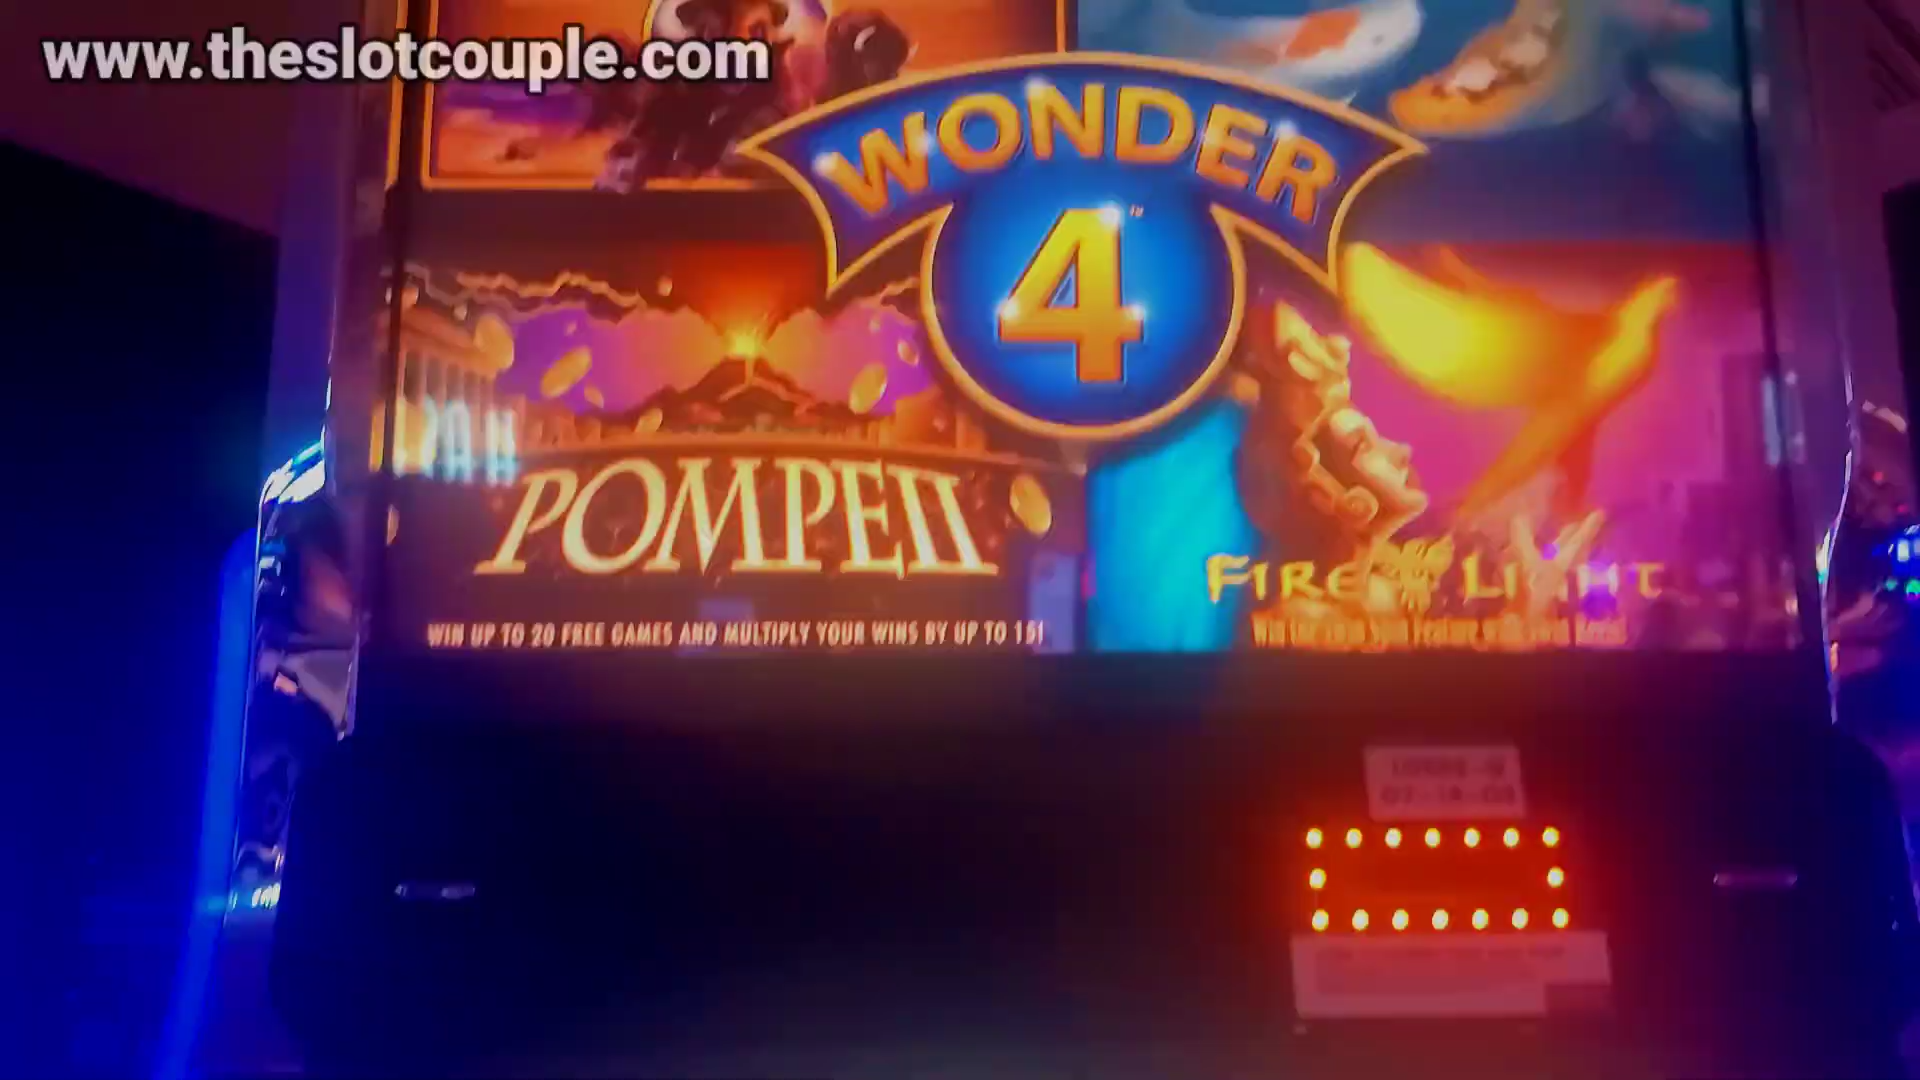 www.theslotcouple.com
WONDER
4™
POMPEII
WIN UP TO 20 FREE GAMES AND MULTIPLY YOUR WINS BY UP TO 15!
FIRE LIGHT